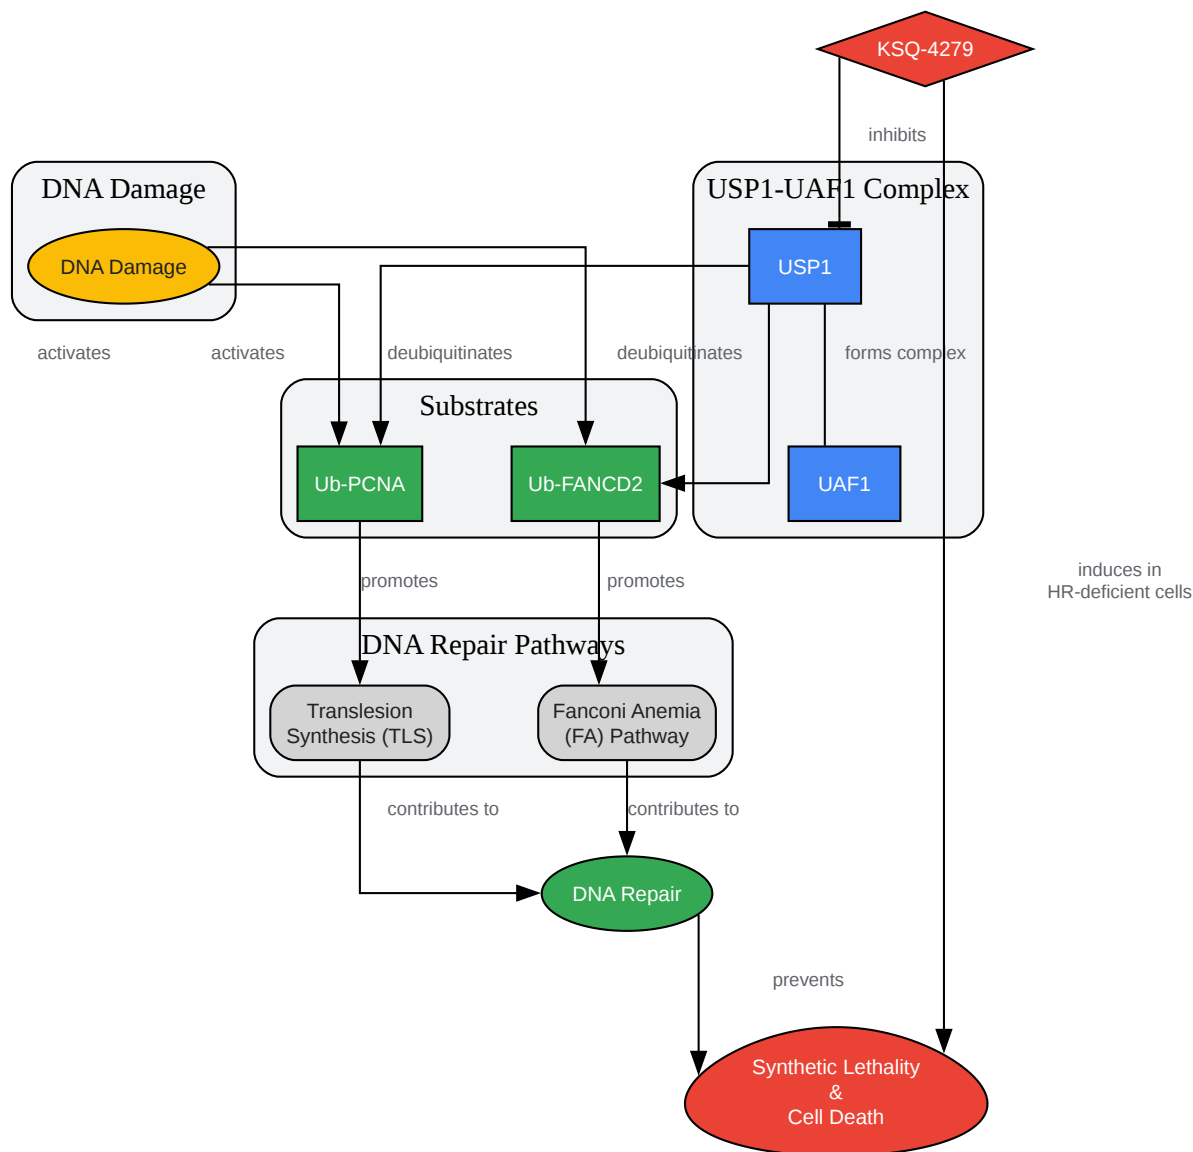 KSQ-4279
inhibits
DNA Damage
USP1-UAF1 Complex
DNA Damage
USP1
activates
activates
deubiquitinates
deubiquitinates
forms complex
Substrates
Ub-PCNA
Ub-FANCD2
UAF1
promotes
promotes
induces in
HR-deficient cells
DNA Repair Pathways
Translesion
Synthesis (TLS)
Fanconi Anemia
(FA) Pathway
contributes to
contributes to
DNA Repair
prevents
Synthetic Lethality
&
Cell Death